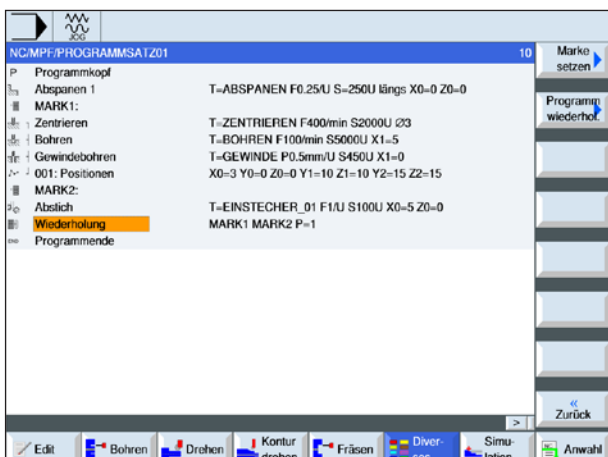 JOG
NC/MPF/PROGRAMMSATZ01 10
P Programmkopf
Abspanen 1 T=ABSPANEN F0.25/U S=250U längs X0=0 Z0=0
MARK1:
Zentrieren T=ZENTRIEREN F400/min S2000U Ø3
Bohren T=BOHREN F100/min S5000U X1=5
Gewindebohren T=GEWINDE P0.5mm/U S450U X1=0
001: Positionen X0=3 Y0=0 Z0=0 Y1=10 Z1=10 Y2=15 Z2=15
MARK2:
Abstich T=EINSTECHER_01 F1/U S100U X0=5 Z0=0
Wiederholung MARK1 MARK2 P=1
END Programmende
>
Marke
setzen
Programm
wiederhol.
«
Zurück
Edit
Bohren
Drehen
Kontur
drehen
Fräsen
Diver-
ses
Simu-
lation
NC Anwahl